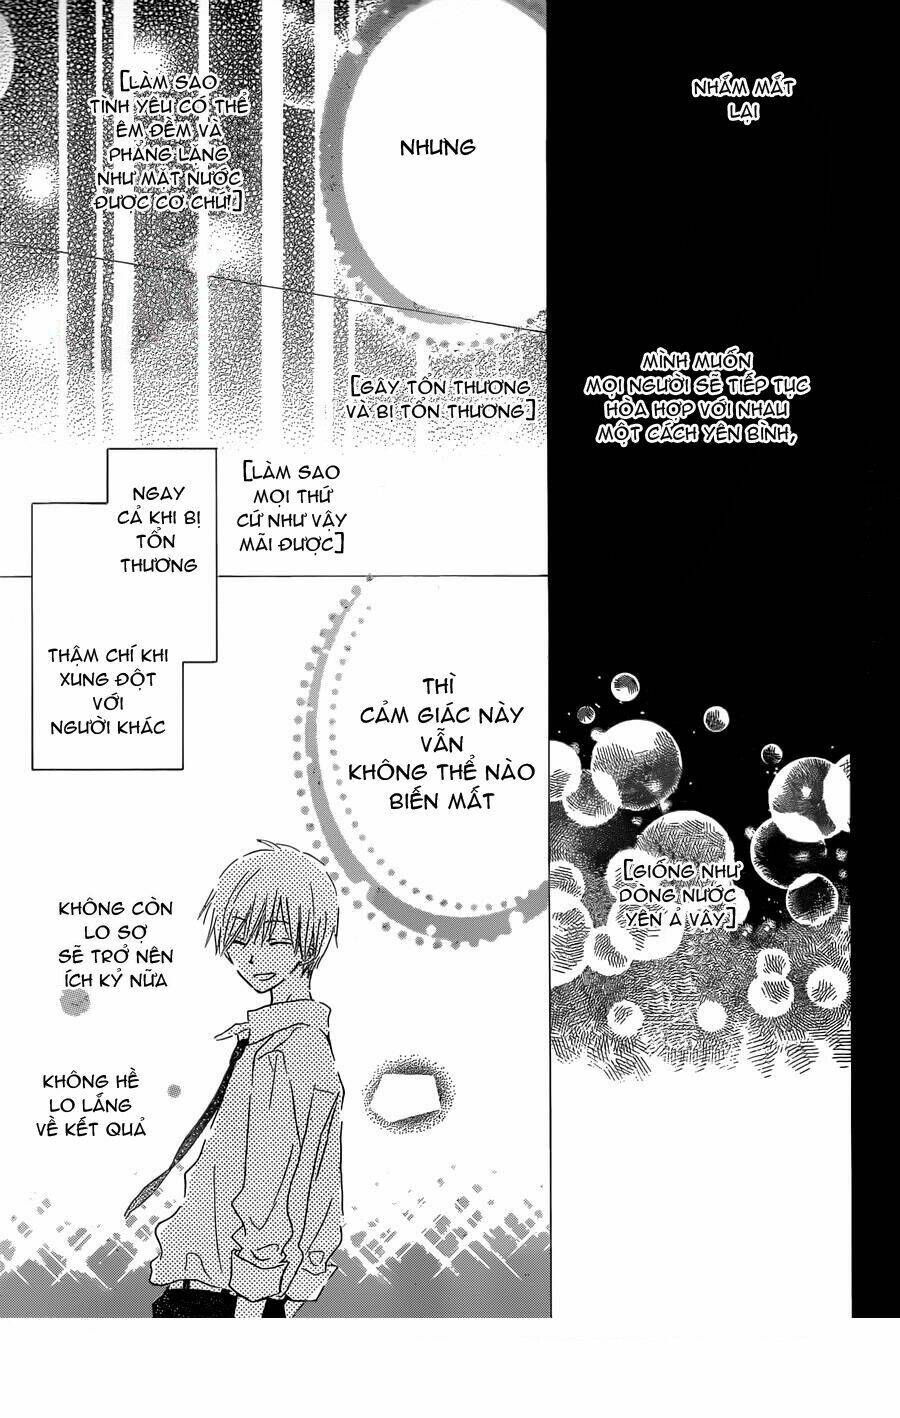 NHẮM MẮT
LẠI
MÌNH MUỐN
MỌI NGƯỜI SẼ TIẾP TỤC
HÒA HỢP VỚI NHAU
MỘT CÁCH YÊN BÌNH,
[GIỐNG NHƯ
DÒNG NƯỚC
YÊN Ả VẬY]
NHƯNG
[LÀM SAO
TÌNH YÊU CÓ THỂ
ÊM ĐỀM VÀ
PHẲNG LẶNG
NHƯ MẶT NƯỚC
ĐƯỢC CƠ CHỨ!]
[GÂY TỔN THƯƠNG
VÀ BỊ TỔN THƯƠNG]
[LÀM SAO
MỌI THỨ
CỨ NHƯ VẬY
MÃI ĐƯỢC]
NGAY
CẢ KHI BỊ
TỔN
THƯƠNG
THẬM CHÍ KHI
XUNG ĐỘT
VỚI
NGƯỜI KHÁC
THÌ
CẢM GIÁC NÀY
VẪN
KHÔNG THỂ NÀO
BIẾN MẤT
KHÔNG CÒN
LO SỢ
SẼ TRỞ NÊN
ÍCH KỶ NỮA
KHÔNG HỀ
LO LẮNG
VỀ KẾT QUẢ